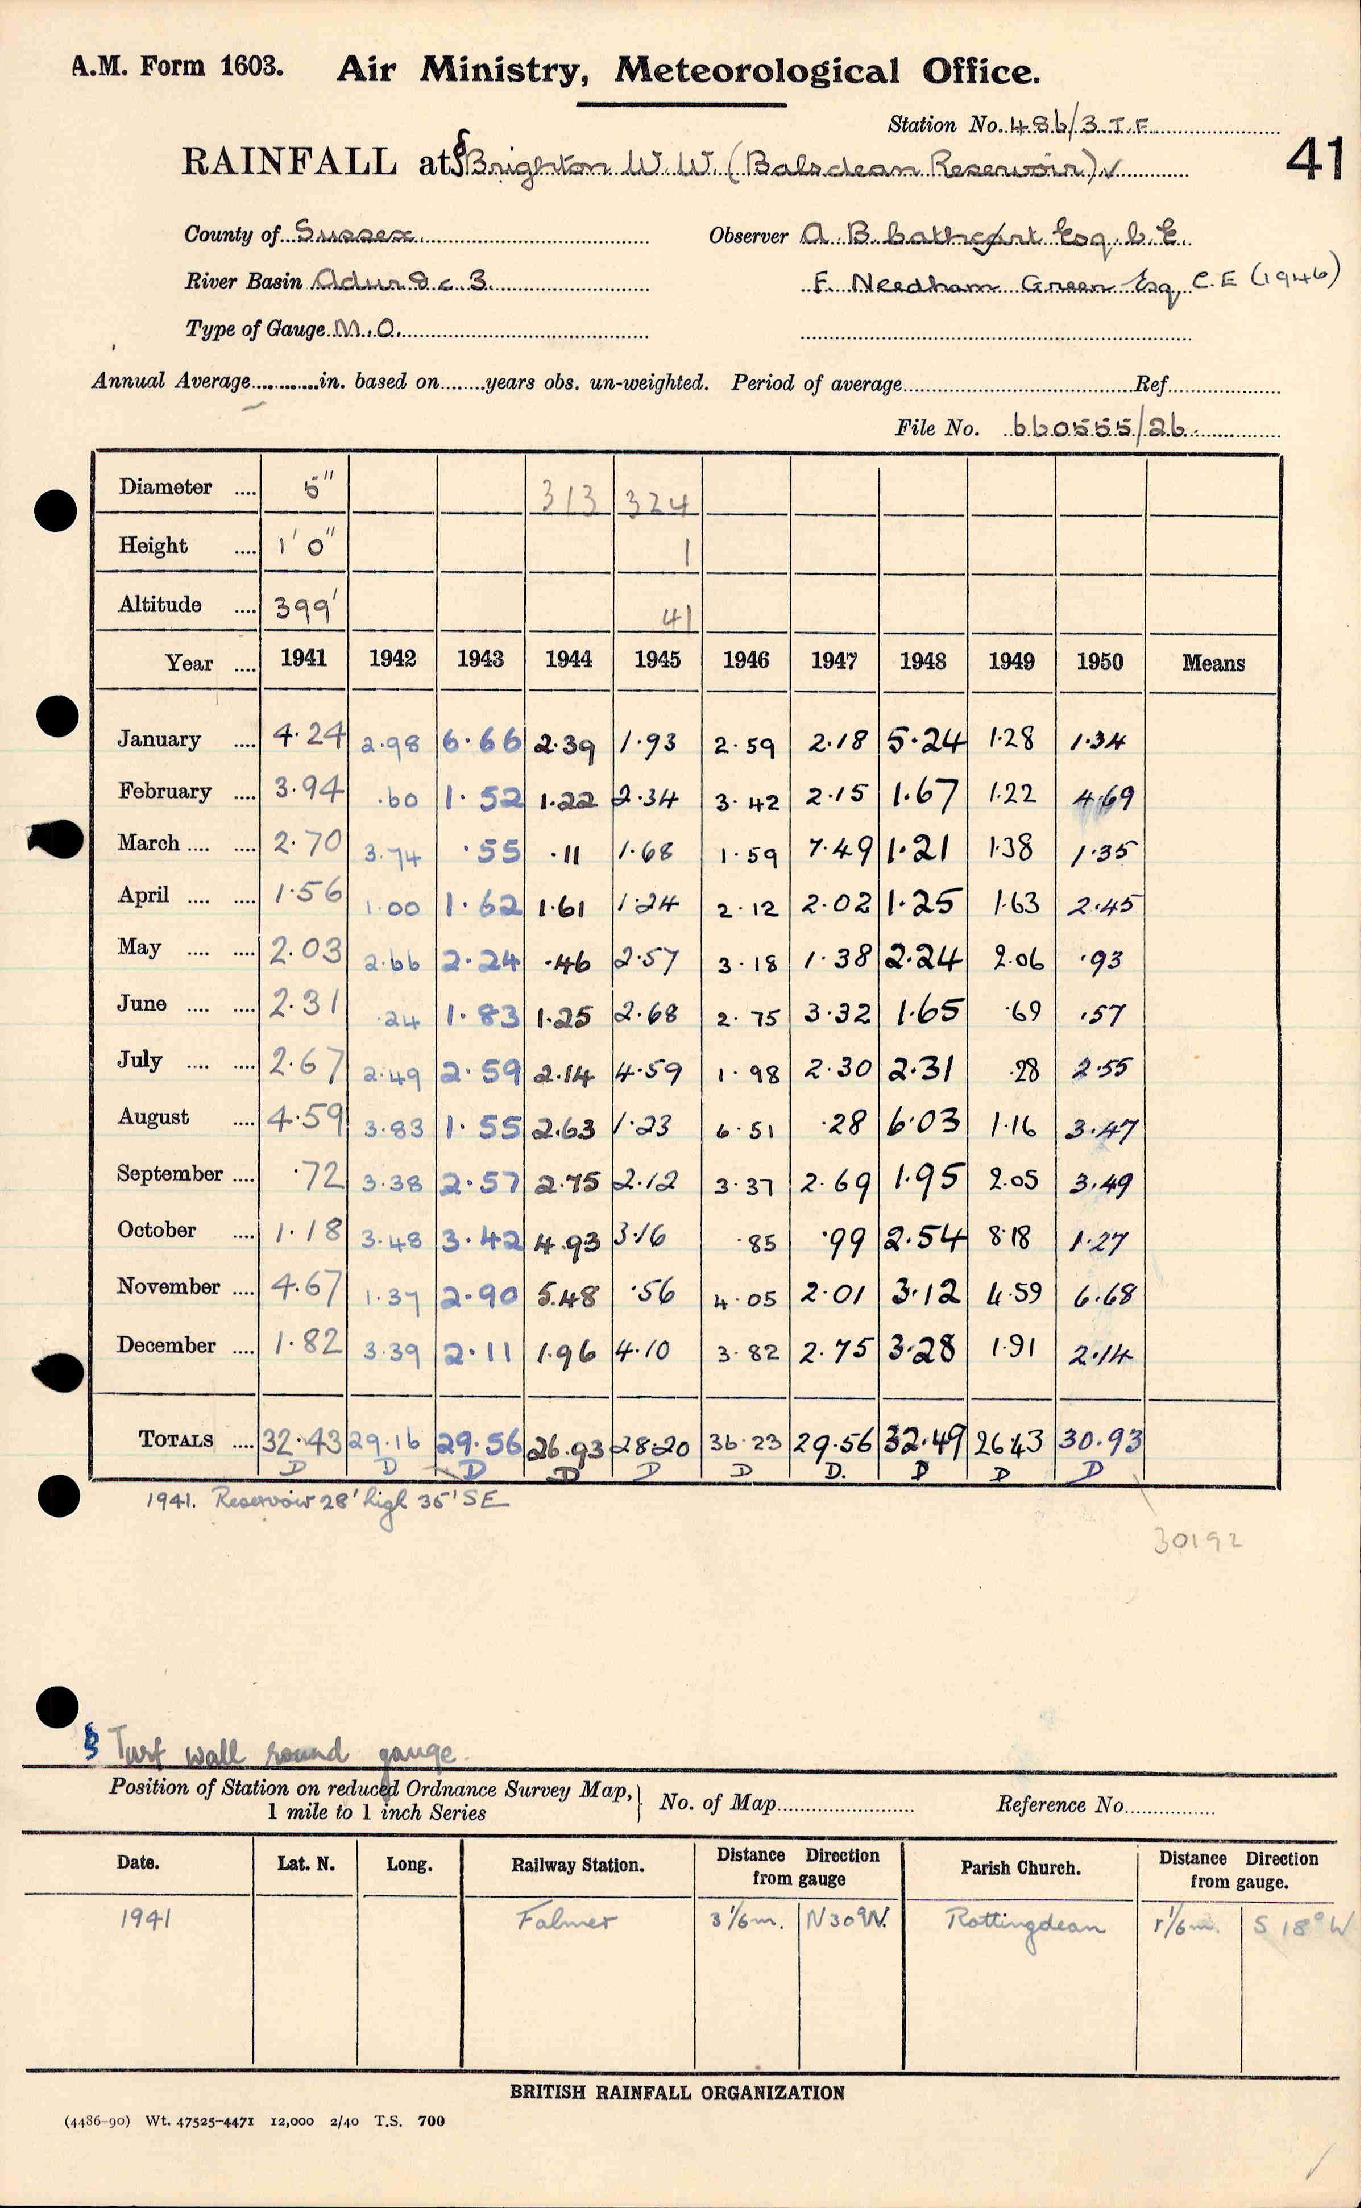 A.M. Form 1603. Air Ministry, Meteorological Office.
Station No. 486/3 I.F.
41
RAINFALL at § Brighton W.W. (Balsdean Reservoir) ✓
County of Sussex Observer A. B. Cathcart Esq. C. E.
River Basin Adur &c 3 F. Needham Green Esq C.E (1946)
Type of Gauge M.O.
Annual Average in. based on years obs. un-weighted. Period of average Ref
File No. 660555/26
Diameter .... 5" 313 324
Height .... 1' 0" 1
Altitude .... 399' 41
Year .... 1941 1942 1943 1944 1945 1946 1947 1948 1949 1950 Means
January .... 4.24 2.98 6.66 2.39 1.93 2.59 2.18 5.24 1.28 1.34
February .... 3.94 .60 1.52 1.22 2.34 3.42 2.15 1.67 1.22 4.69
March .... .... 2.70 3.74 .55 .11 1.68 1.59 7.49 1.21 1.38 1.35
April .... .... 1.56 1.00 1.62 1.61 1.24 2.12 2.02 1.25 1.63 2.45
May .... .... 2.03 2.66 2.24 .46 2.57 3.18 1.38 2.24 2.06 .93
June .... .... 2.31 .24 1.83 1.25 2.68 2.75 3.32 1.65 .69 .57
July .... .... 2.67 2.49 2.59 2.14 4.59 1.98 2.30 2.31 .28 2.55
August .... 4.59 3.83 1.55 2.63 1.23 6.51 .28 6.03 1.16 3.47
September .... .72 3.38 2.57 2.75 2.12 3.37 2.69 1.95 2.05 3.49
October .... 1.18 3.48 3.42 4.93 3.16 .85 .99 2.54 8.18 1.27
November .... 4.67 1.37 2.90 5.48 .56 4.05 2.01 3.12 4.59 6.68
December .... 1.82 3.39 2.11 1.96 4.10 3.82 2.75 3.28 1.91 2.14
TOTALS .... 32.43 29.16 29.56 26.93 28.20 36.23 29.56 32.49 26.43 30.93
D D D D D D D. D D D
1941. Reservoir 28' high 35' SE
30192
§ Turf wall round gauge.
Position of Station on reduced Ordnance Survey Map, 1 mile to 1 inch Series } No. of Map Reference No.
Date. Lat. N. Long. Railway Station. Distance Direction from gauge Parish Church. Distance Direction from gauge.
1941 Falmer 3 1/6 m. N30°W. Rottingdean 1 1/6 m. S 18° W
BRITISH RAINFALL ORGANIZATION
(4486-90) Wt. 47525-4471 12,000 2/40 T.S. 700